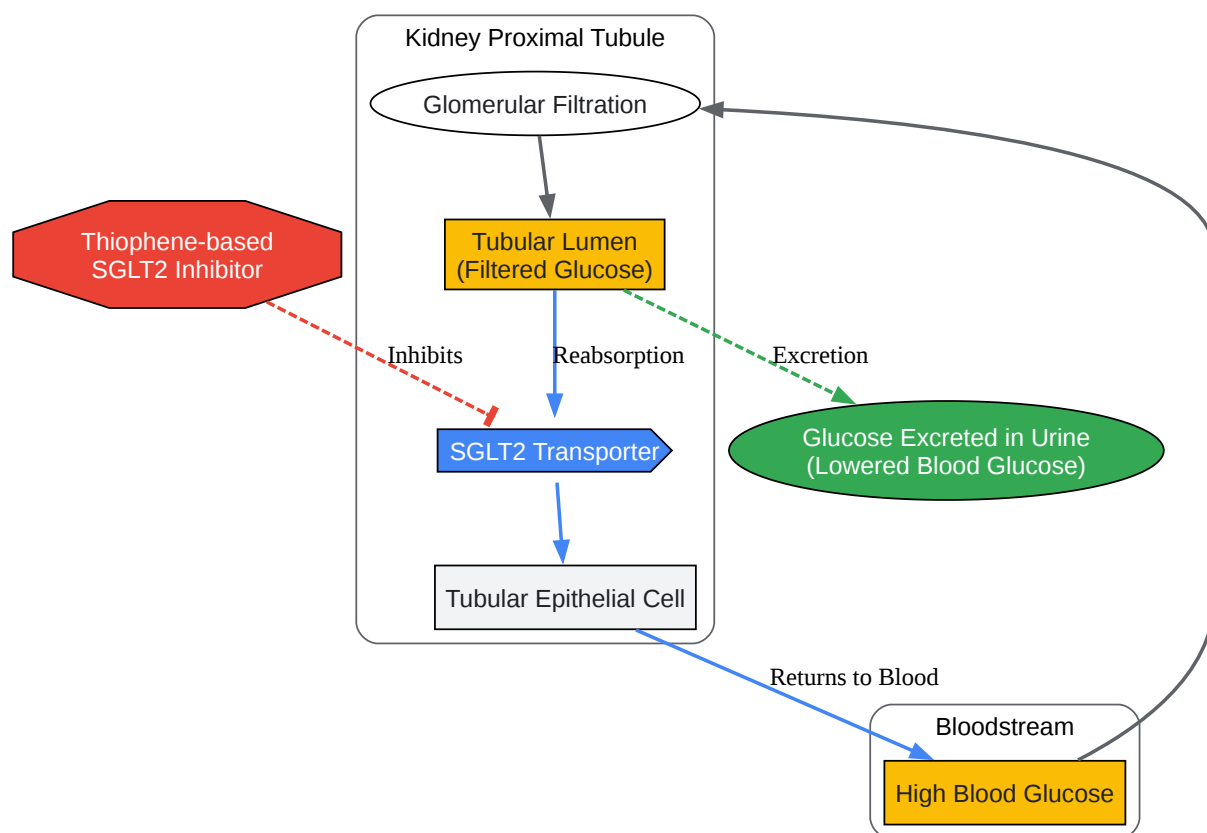 Kidney Proximal Tubule
Glomerular Filtration
Thiophene-based
SGLT2 Inhibitor
Tubular Lumen
(Filtered Glucose)
Inhibits
Reabsorption
Excretion
SGLT2 Transporter
Glucose Excreted in Urine
(Lowered Blood Glucose)
Tubular Epithelial Cell
Returns to Blood
Bloodstream
High Blood Glucose